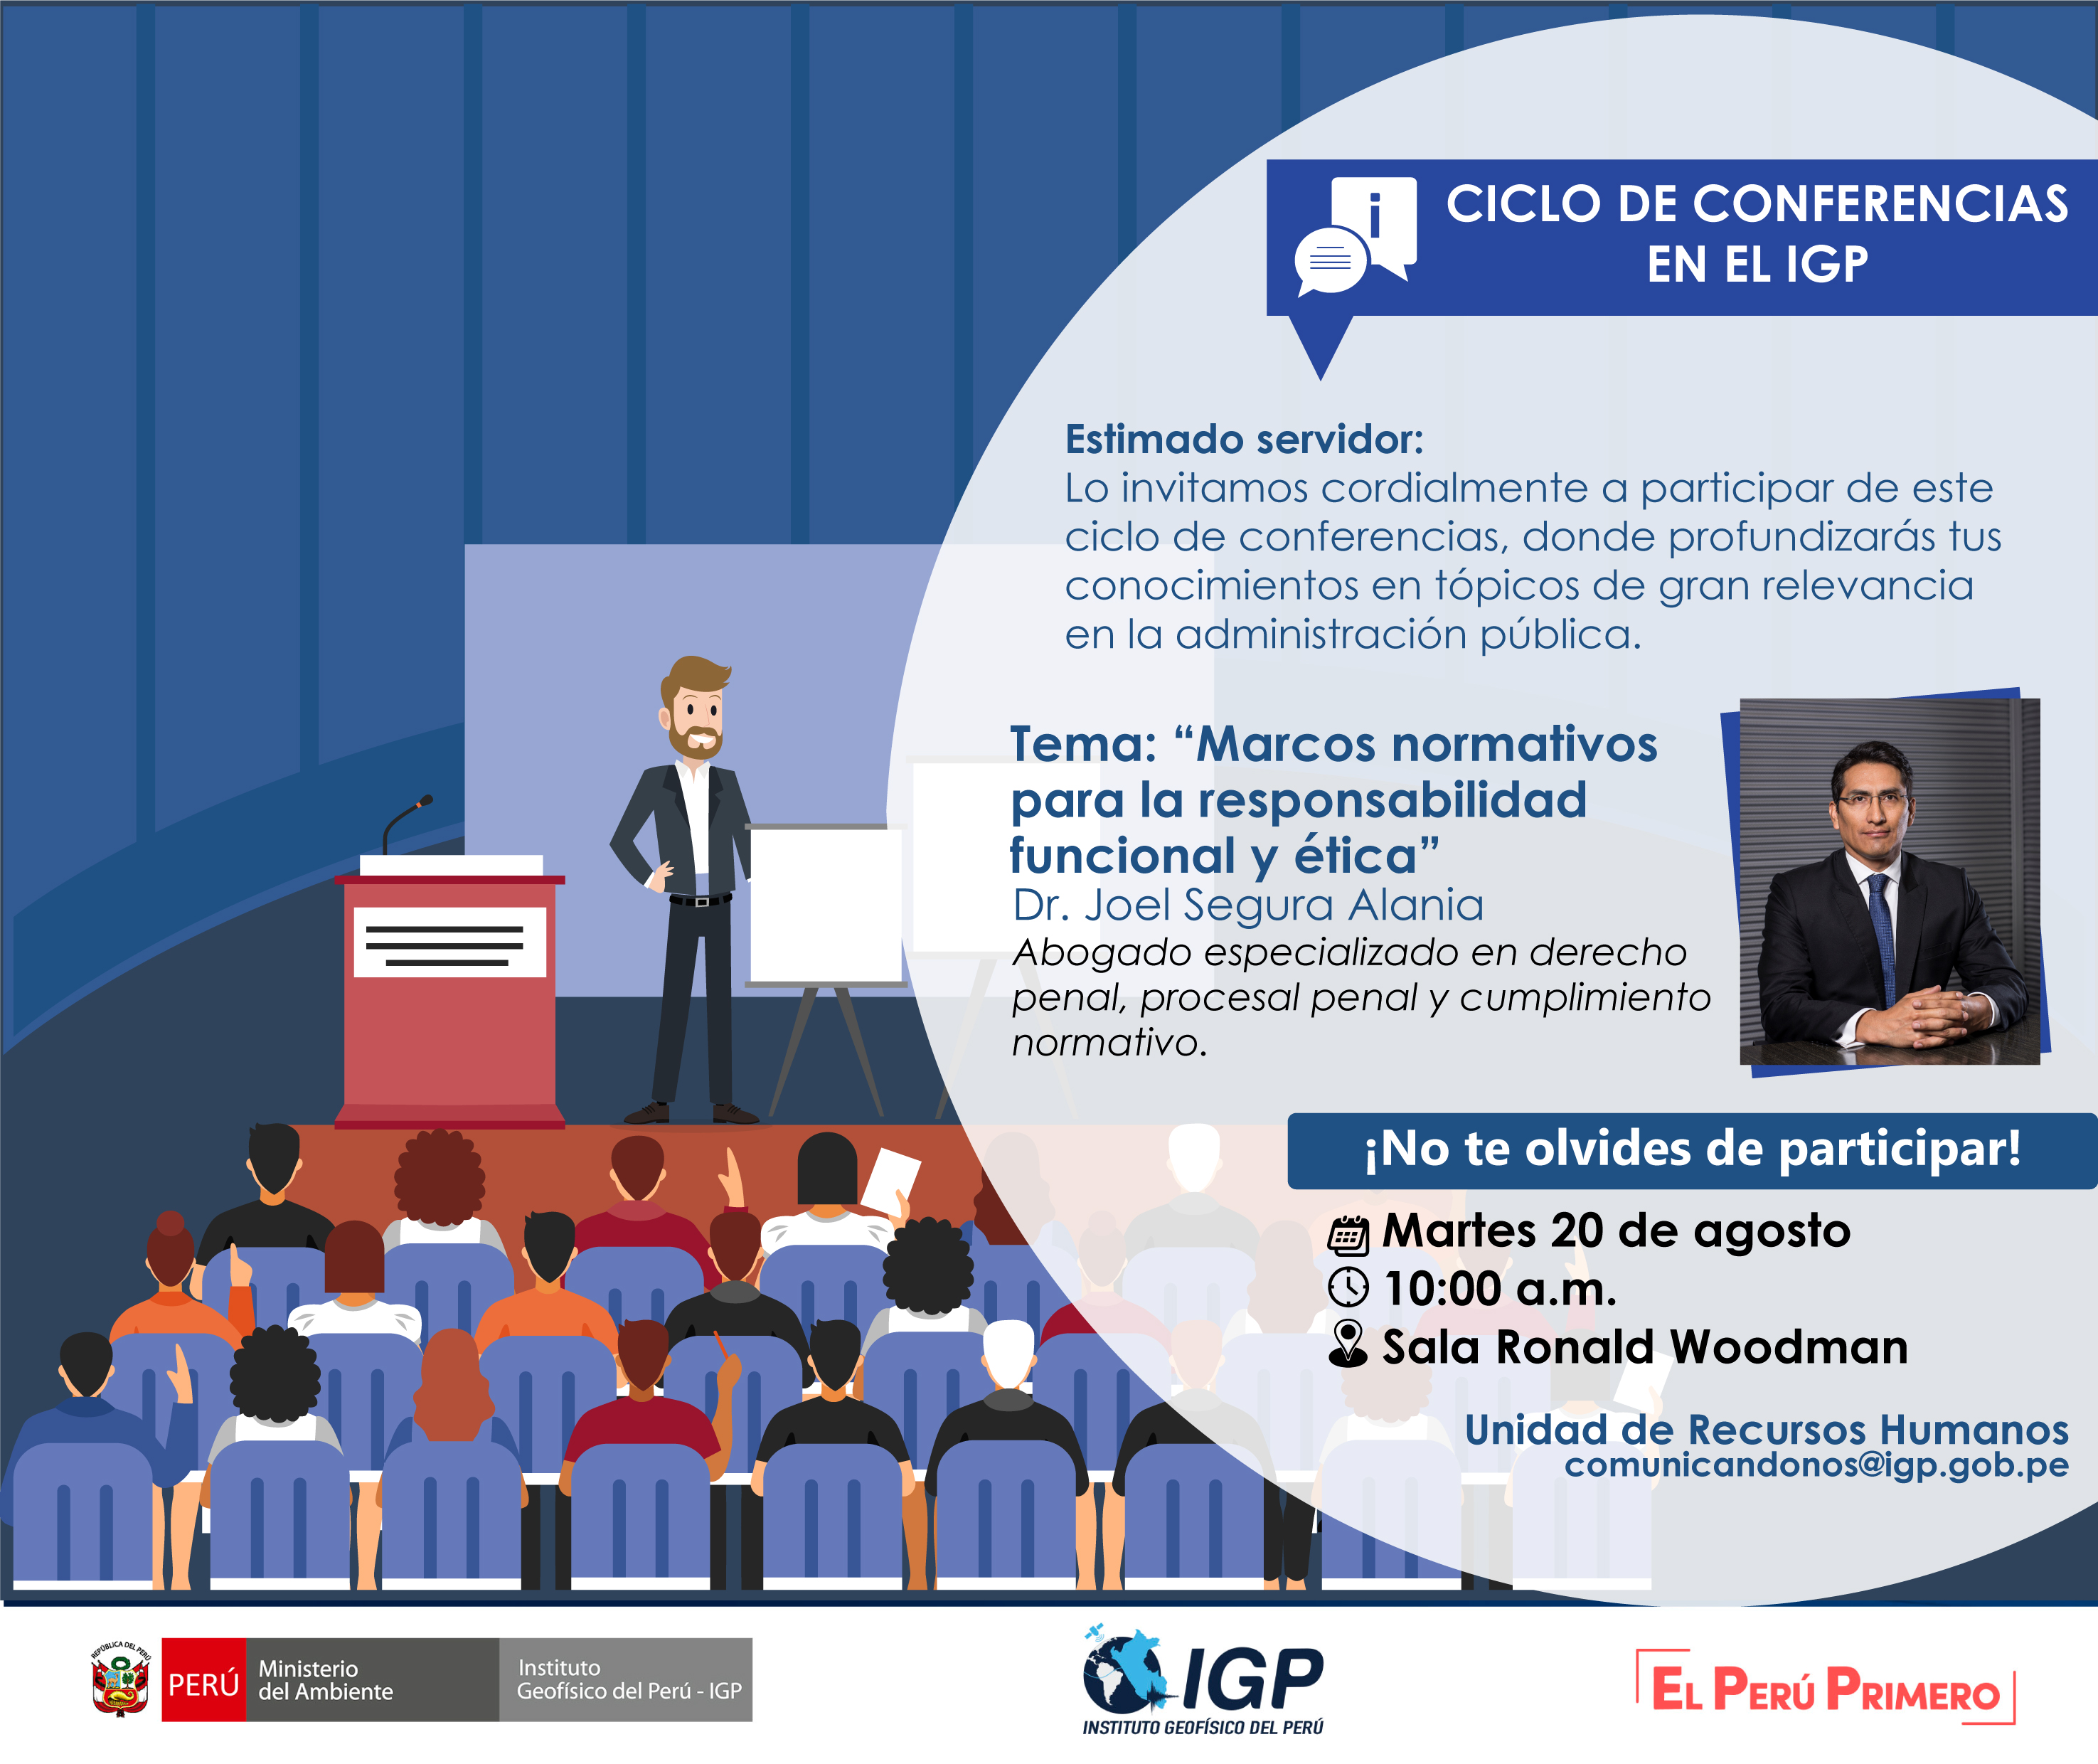 CICLO DE CONFERENCIAS
EN EL IGP
Estimado servidor:
Lo invitamos cordialmente a participar de este
ciclo de conferencias, donde profundizarás tus
conocimientos en tópicos de gran relevancia
en la administración pública.
Tema: “Marcos normativos
para la responsabilidad
funcional y ética”
Dr. Joel Segura Alania
Abogado especializado en derecho
penal, procesal penal y cumplimiento
normativo.
¡No te olvides de participar!
Martes 20 de agosto
10:00 a.m.
Sala Ronald Woodman
Unidad de Recursos Humanos
comunicandonos@igp.gob.pe
REPÚBLICA DEL PERÚ
PERÚ
Ministerio
del Ambiente
Instituto
Geofísico del Perú - IGP
IGP
INSTITUTO GEOFÍSICO DEL PERÚ
EL PERÚ PRIMERO